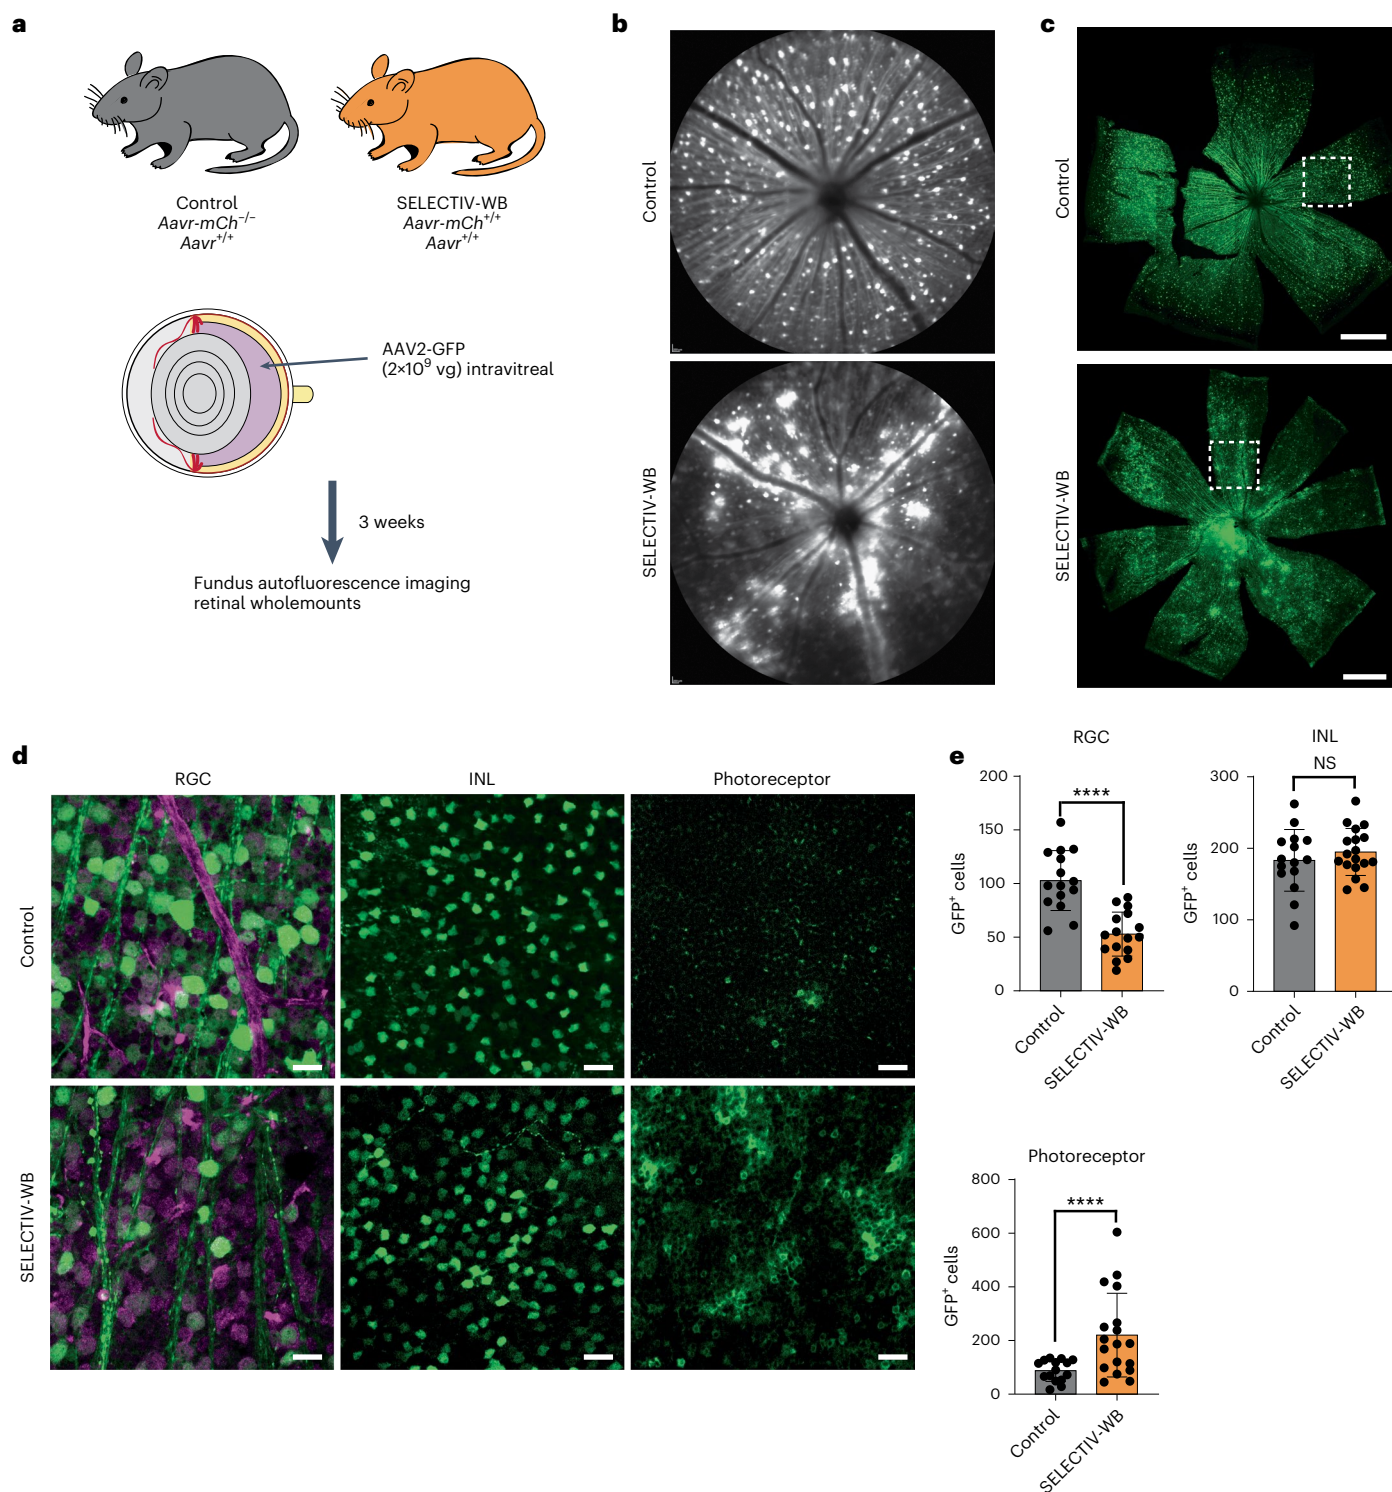 a
Control
Aavr-mCh−/−
Aavr+/+
SELECTIV-WB
Aavr-mCh+/+
Aavr+/+
AAV2-GFP
(2×10⁹ vg) intravitreal
3 weeks
Fundus autofluorescence imaging
retinal wholemounts
b
Control
SELECTIV-WB
c
Control
SELECTIV-WB
d
RGC
INL
Photoreceptor
Control
SELECTIV-WB
e
RGC
200
150
100
50
0
GFP⁺ cells
****
Control
SELECTIV-WB
INL
NS
300
200
100
0
GFP⁺ cells
Control
SELECTIV-WB
Photoreceptor
800
600
400
200
0
GFP⁺ cells
****
Control
SELECTIV-WB